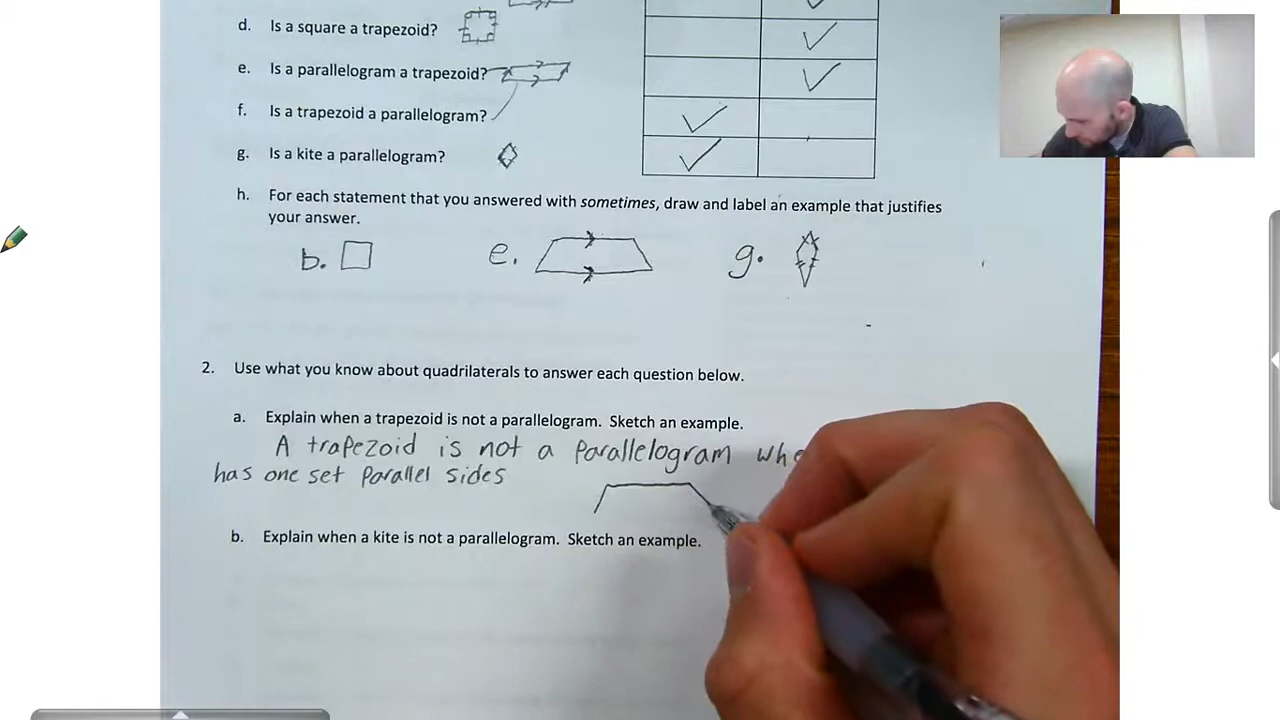 d. Is a square a trapezoid?
e. Is a parallelogram a trapezoid?
f. Is a trapezoid a parallelogram?
g. Is a kite a parallelogram?
h. For each statement that you answered with sometimes, draw and label an example that justifies
your answer.
b. e. g.
2. Use what you know about quadrilaterals to answer each question below.
a. Explain when a trapezoid is not a parallelogram. Sketch an example.
A trapezoid is not a parallelogram
has one set parallel sides
b. Explain when a kite is not a parallelogram. Sketch an example.